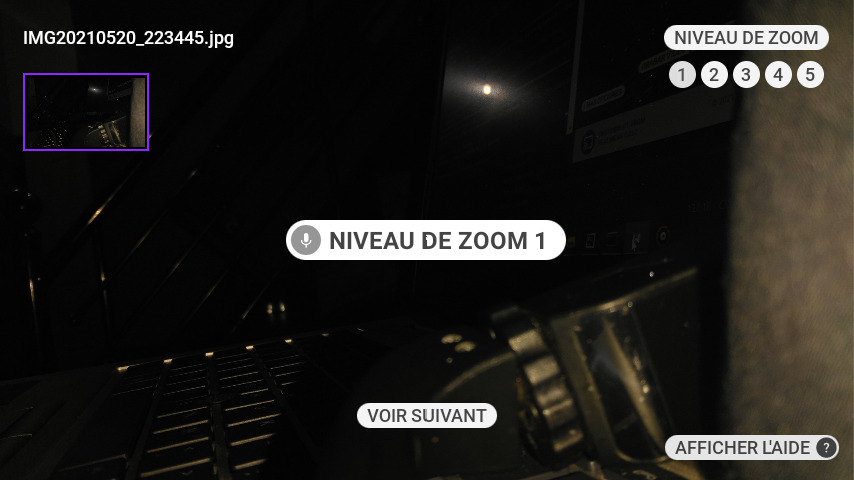 IMG20210520_223445.jpg
NIVEAU DE ZOOM
1 2 3 4 5
NIVEAU DE ZOOM 1
VOIR SUIVANT
AFFICHER L'AIDE ?